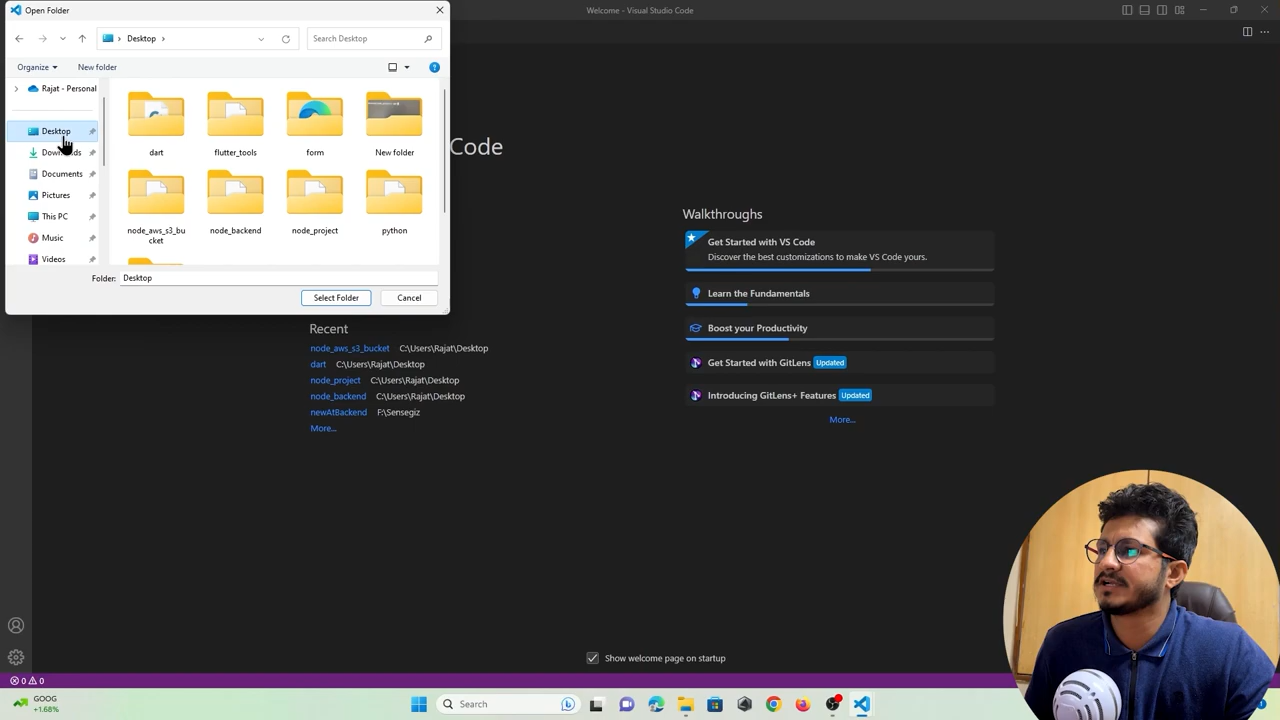 Open Folder
Welcome - Visual Studio Code
Desktop
Search Desktop
Organize
New folder
Rajat - Personal
Desktop
Documents
Pictures
This PC
Music
Videos
dart
flutter_tools
form
New folder
node_aws_s3_bu
cket
node_backend
node_project
python
Folder:
Desktop
Select Folder
Cancel
Code
Recent
node_aws_s3_bucket C:\Users\Rajat\Desktop
dart C:\Users\Rajat\Desktop
node_project C:\Users\Rajat\Desktop
node_backend C:\Users\Rajat\Desktop
newAtBackend F:\Sensegiz
More...
Walkthroughs
Get Started with VS Code
Discover the best customizations to make VS Code yours.
Learn the Fundamentals
Boost your Productivity
Get Started with GitLens Updated
Introducing GitLens+ Features Updated
More...
Show welcome page on startup
0 0
GOOG
+1.68%
Search